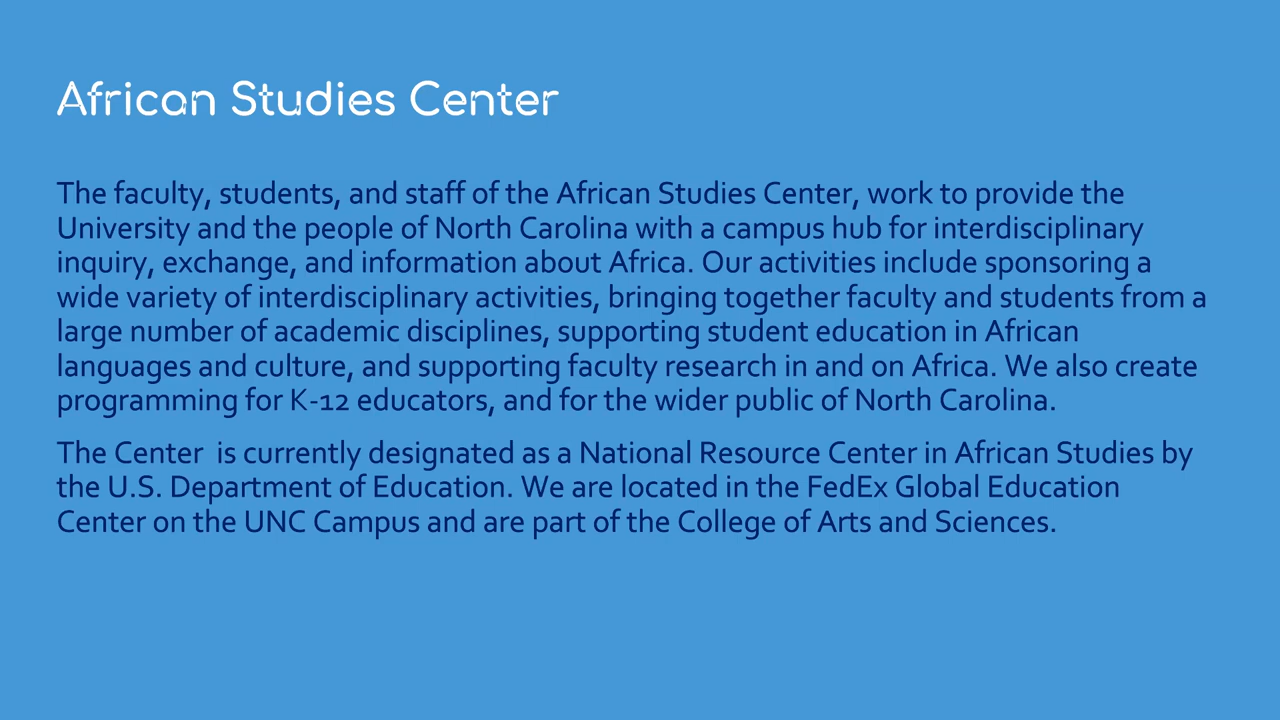 African Studies Center
The faculty, students, and staff of the African Studies Center, work to provide the
University and the people of North Carolina with a campus hub for interdisciplinary
inquiry, exchange, and information about Africa. Our activities include sponsoring a
wide variety of interdisciplinary activities, bringing together faculty and students from a
large number of academic disciplines, supporting student education in African
languages and culture, and supporting faculty research in and on Africa. We also create
programming for K-12 educators, and for the wider public of North Carolina.
The Center  is currently designated as a National Resource Center in African Studies by
the U.S. Department of Education. We are located in the FedEx Global Education
Center on the UNC Campus and are part of the College of Arts and Sciences.